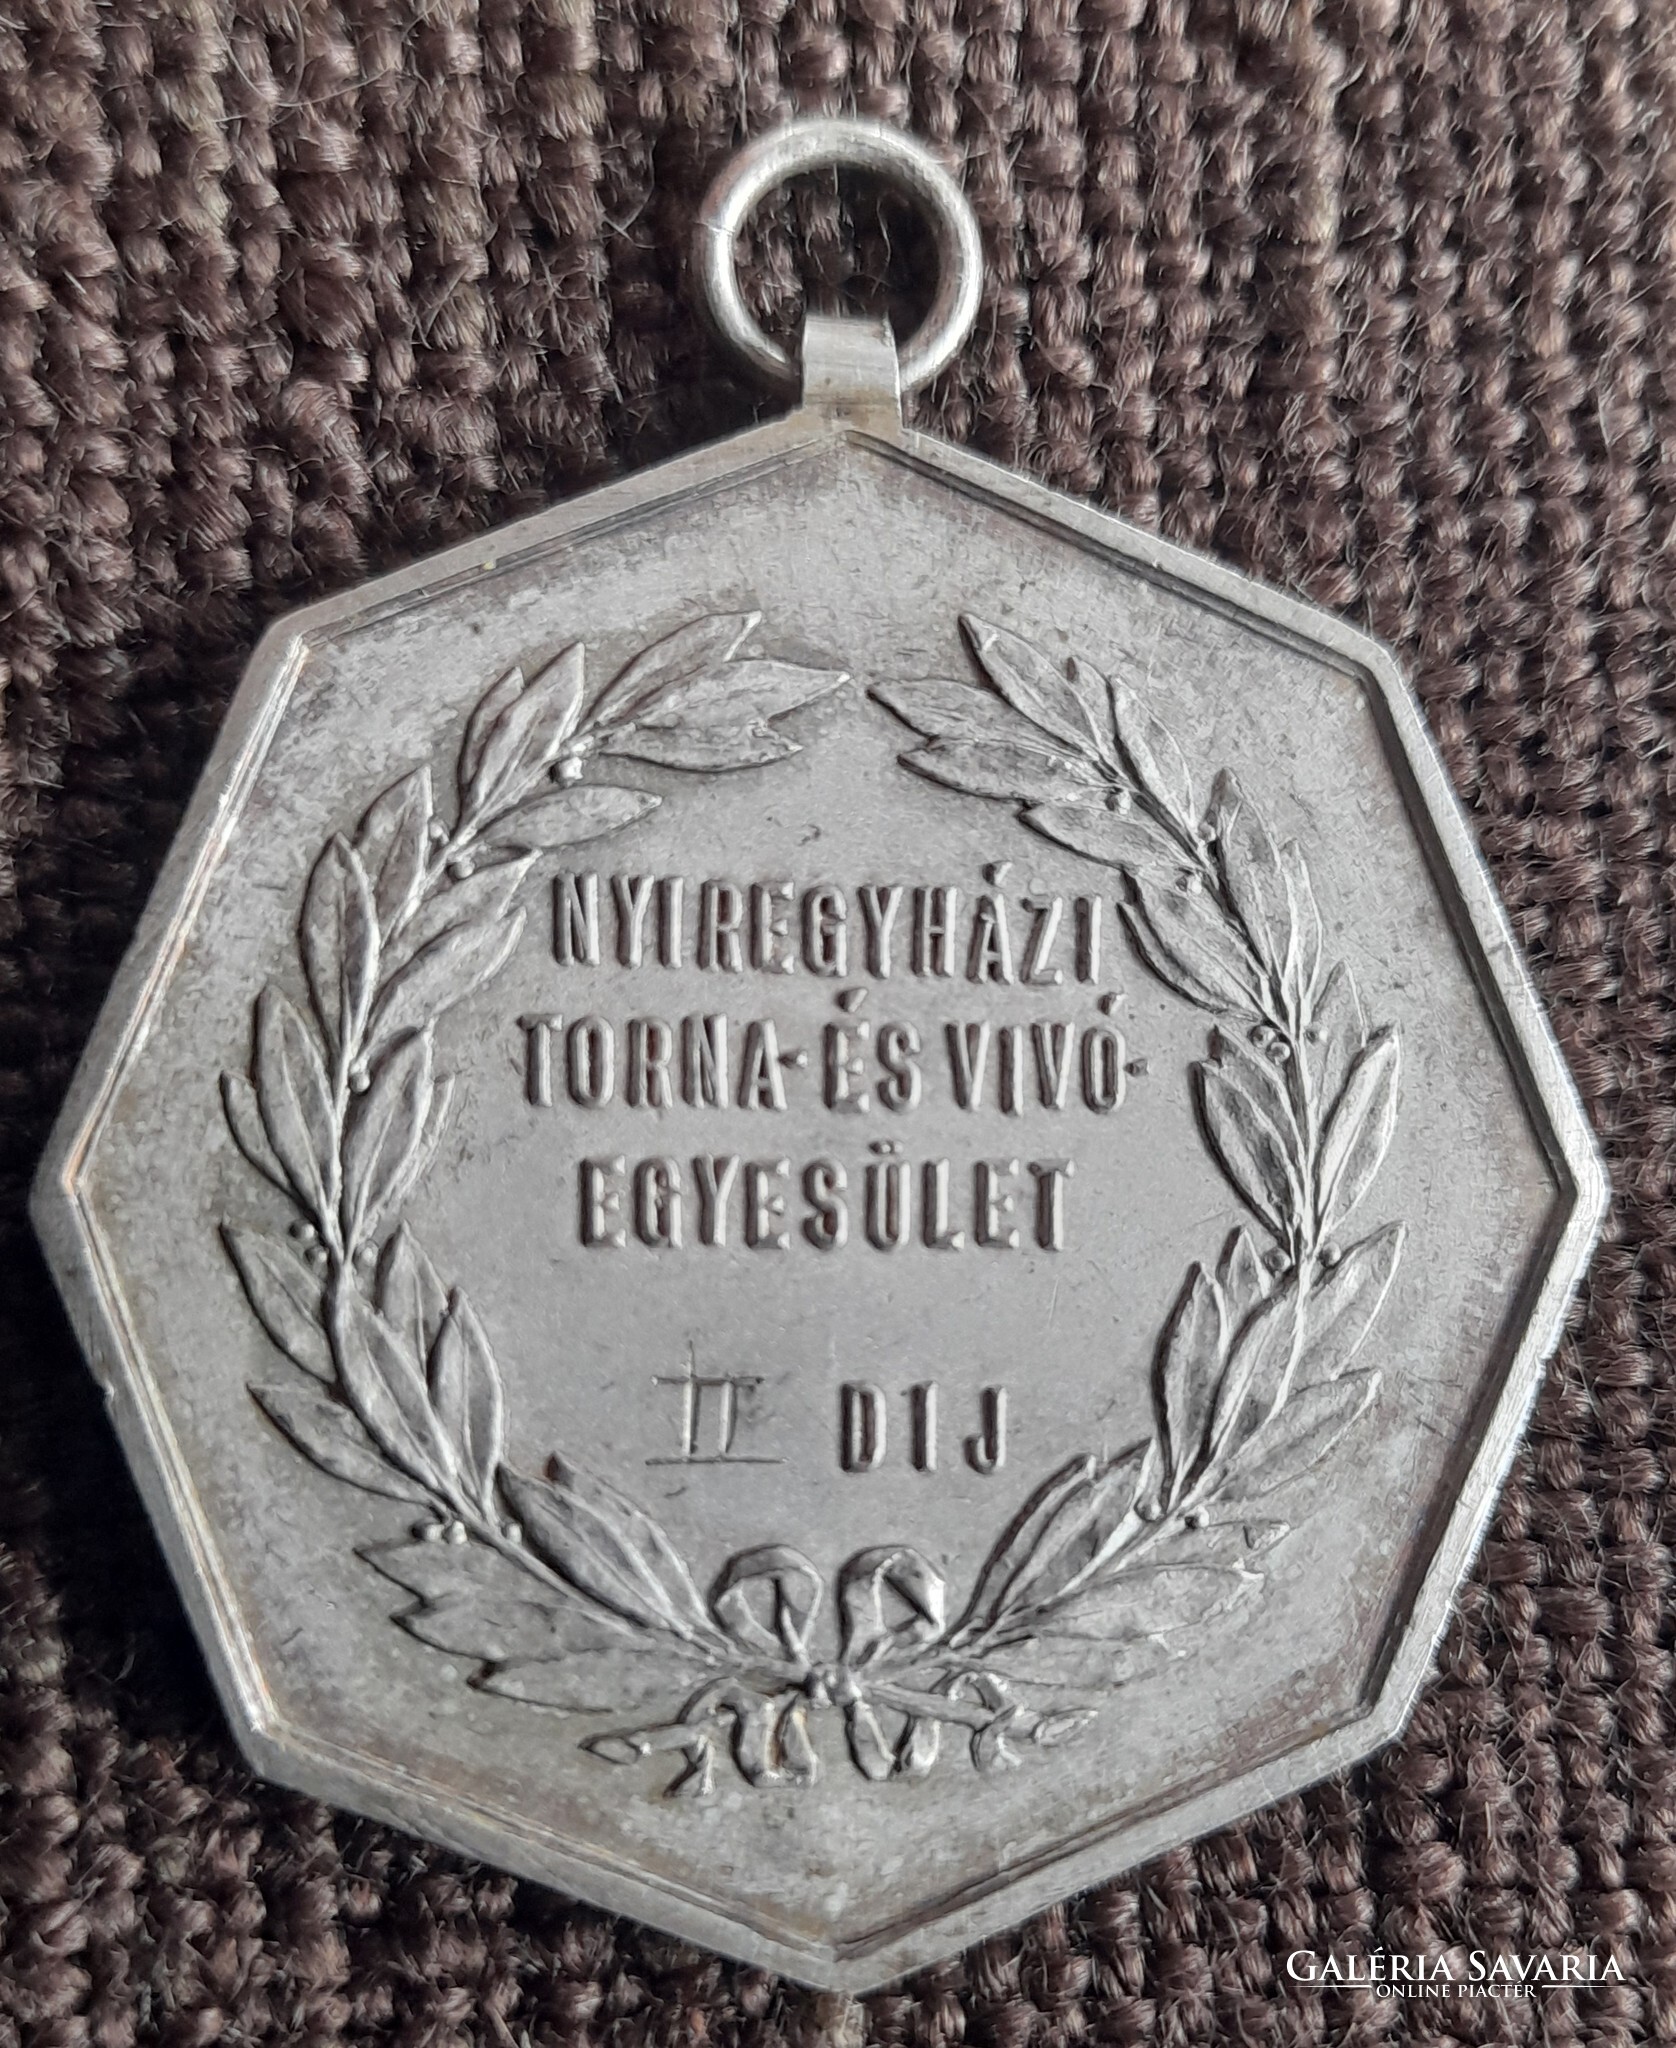 NYIREGYHÁZI
TORNA-ÉS VIVÓ-
EGYESÜLET
II DIJ
GALÉRIA SAVARIA
ONLINE PIACTÉR